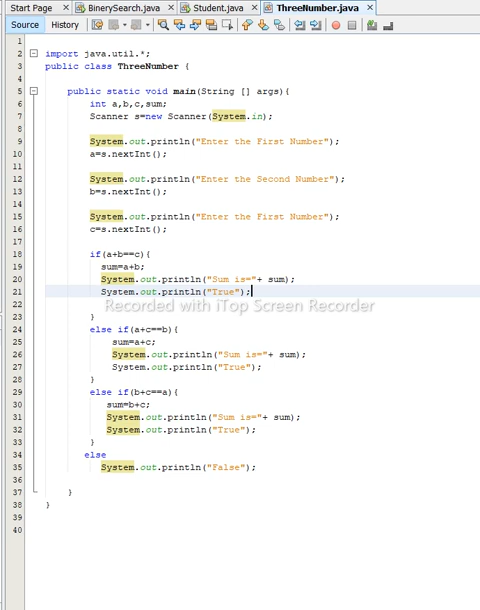 Start Page BinerySearch.java Student.java ThreeNumber.java
Source History
1
2 import java.util.*;
3 public class ThreeNumber {
4
5 public static void main(String [] args){
6 int a,b,c,sum;
7 Scanner s=new Scanner(System.in);
8
9 System.out.println("Enter the First Number");
10 a=s.nextInt();
11
12 System.out.println("Enter the Second Number");
13 b=s.nextInt();
14
15 System.out.println("Enter the First Number");
16 c=s.nextInt();
17
18 if(a+b==c){
19 sum=a+b;
20 System.out.println("Sum is="+ sum);
21 System.out.println("True");
Recorded with iTop Screen Recorder
22
23 }
24 else if(a+c==b){
25 sum=a+c;
26 System.out.println("Sum is="+ sum);
27 System.out.println("True");
28 }
29 else if(b+c==a){
30 sum=b+c;
31 System.out.println("Sum is="+ sum);
32 System.out.println("True");
33 }
34 else
35 System.out.println("False");
36
37 }
38 }
39
40